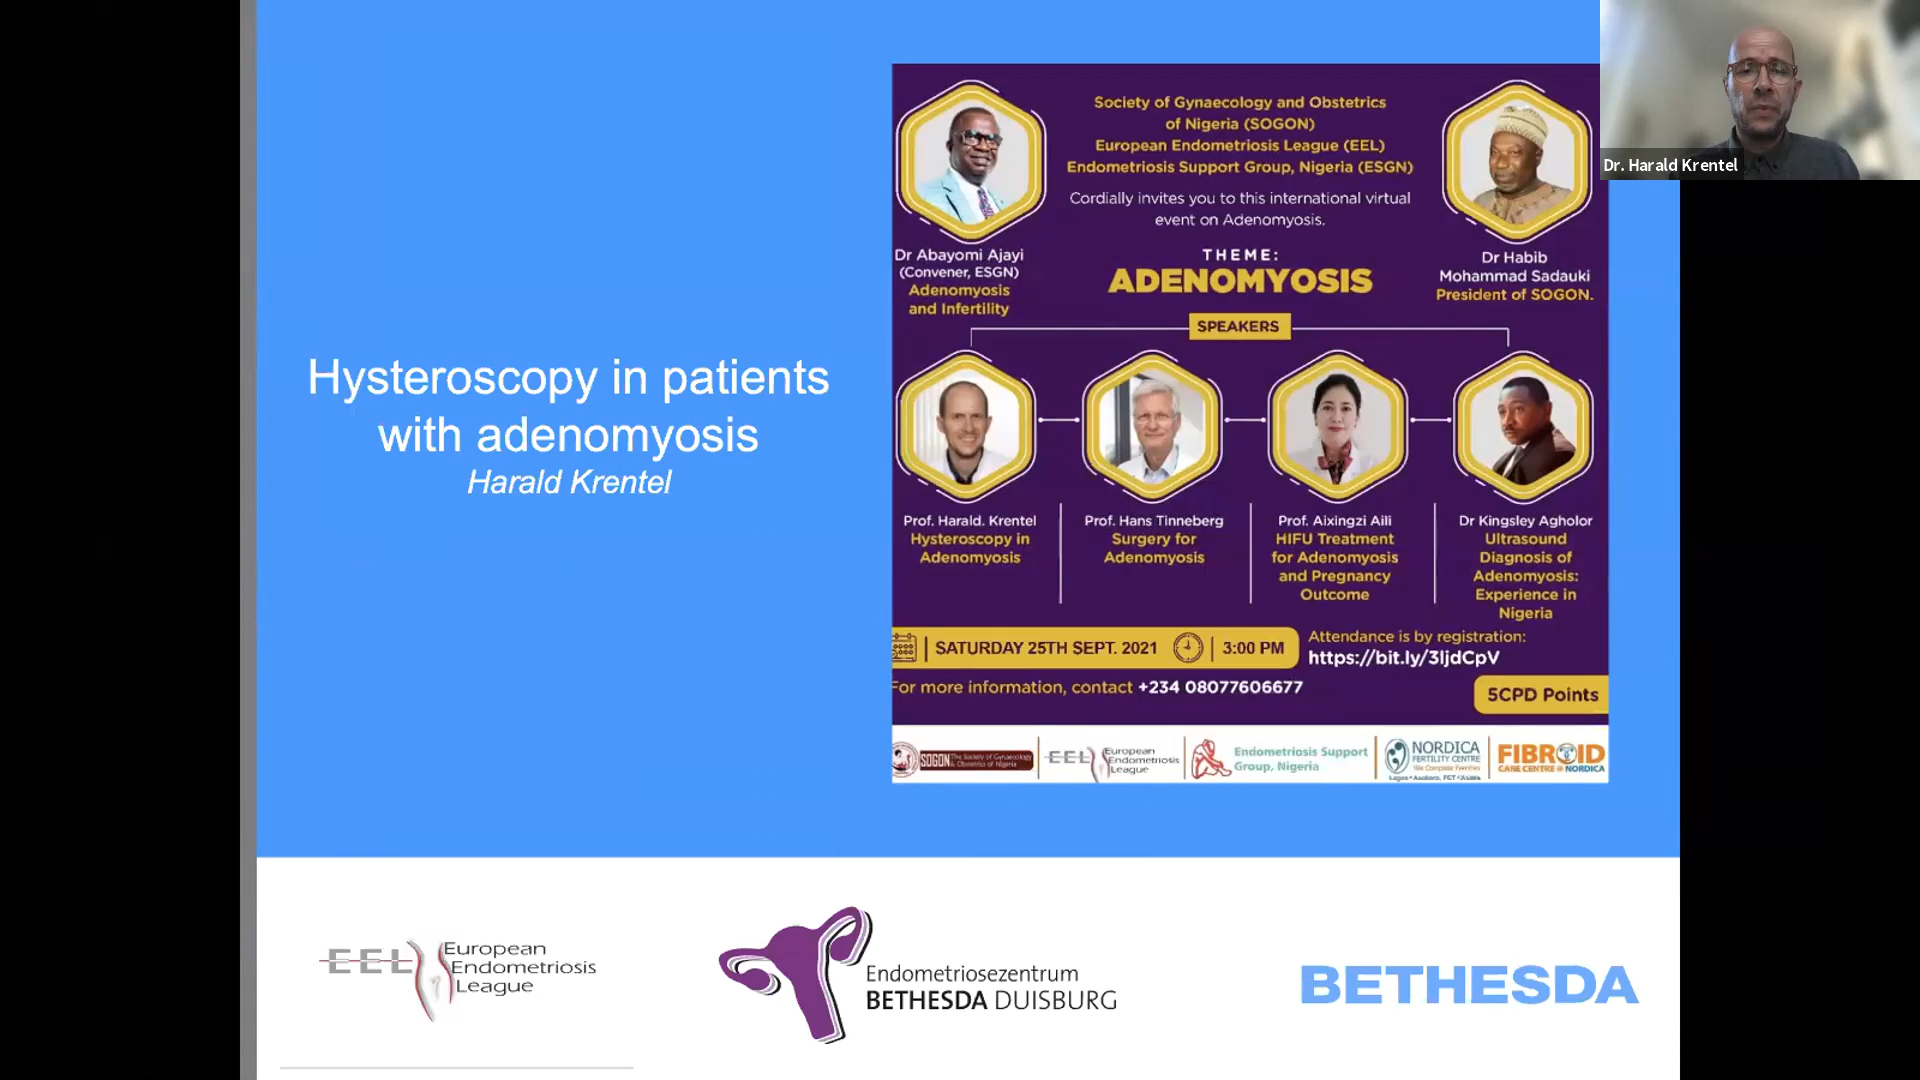 Hysteroscopy in patients
with adenomyosis
Harald Krentel
Society of Gynaecology and Obstetrics
of Nigeria (SOGON)
European Endometriosis League (EEL)
Endometriosis Support Group, Nigeria (ESGN)
Cordially invites you to this international virtual
event on Adenomyosis.
THEME:
ADENOMYOSIS
Dr Abayomi Ajayi
(Convener, ESGN)
Adenomyosis
and Infertility
Dr Habib
Mohammad Sadauki
President of SOGON.
SPEAKERS
Prof. Harald. Krentel
Hysteroscopy in
Adenomyosis
Prof. Hans Tinneberg
Surgery for
Adenomyosis
Prof. Aixingzi Aili
HIFU Treatment
for Adenomyosis
and Pregnancy
Outcome
Dr Kingsley Agholor
Ultrasound
Diagnosis of
Adenomyosis:
Experience in
Nigeria
SATURDAY 25TH SEPT. 2021 3:00 PM
Attendance is by registration:
https://bit.ly/3ljdCpV
For more information, contact +234 08077606677
5CPD Points
SOGON The Society of Gynaecology
& Obstetrics of Nigeria
EEL European
Endometriosis
League
Endometriosis Support
Group, Nigeria
NORDICA
FERTILITY CENTRE
FIBROID
CARE CENTRE @ NORDICA
Dr. Harald Krentel
EEL European
Endometriosis
League
Endometriosezentrum
BETHESDA DUISBURG
BETHESDA